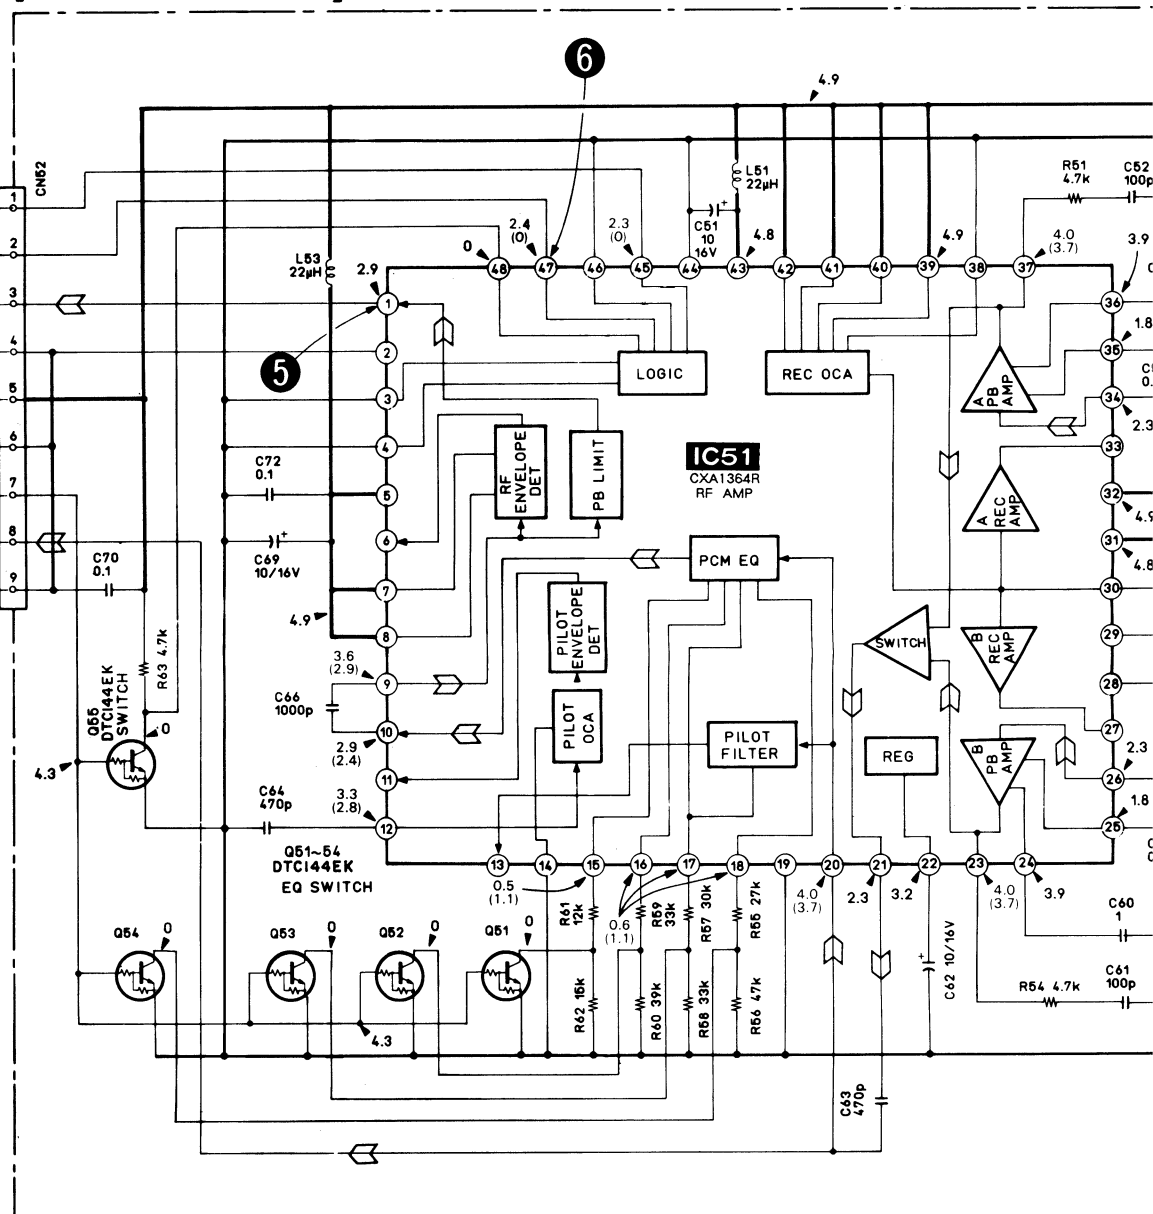 6
4.9
CN52
1
2
3
4
5
6
7
8
9
L53
22µH
2.9
0
2.4
(0)
2.3
(0)
L51
22µH
C51
10
16V
4.8
4.9
R51
4.7k
C52
100p
4.0
(3.7)
3.9
48
47
46
45
44
43
42
41
40
39
38
37
5
1
2
3
4
5
6
7
8
9
10
11
12
LOGIC
REC OCA
A
PB
AMP
36
35
34
33
32
31
30
29
28
27
26
25
1.8
2.3
4.9
4.8
IC51
CXA1364R
RF AMP
RF
ENVELOPE
DET
PB LIMIT
A
REC
AMP
C72
0.1
C69
10/16V
C70
0.1
4.9
PCM EQ
PILOT
ENVELOPE
DET
SWITCH
B
REC
AMP
R63 4.7k
Q55
DTC144EK
SWITCH
0
4.3
C66
1000p
3.6
(2.9)
2.9
(2.4)
PILOT
OCA
PILOT
FILTER
REG
B
PB
AMP
2.3
1.8
C64
470p
3.3
(2.8)
Q51~54
DTC144EK
EQ SWITCH
13
14
15
16
17
18
19
20
21
22
23
24
0.5
(1.1)
0.6
(1.1)
4.0
(3.7)
2.3
3.2
4.0
(3.7)
3.9
R61
12k
R59
33k
R57 30k
R55 27k
Q54
0
Q53
0
Q52
0
Q51
0
4.3
R62 15k
R60 39k
R58 33k
R56 47k
C62 10/16V
C60
1
R54 4.7k
C61
100p
C63
470p